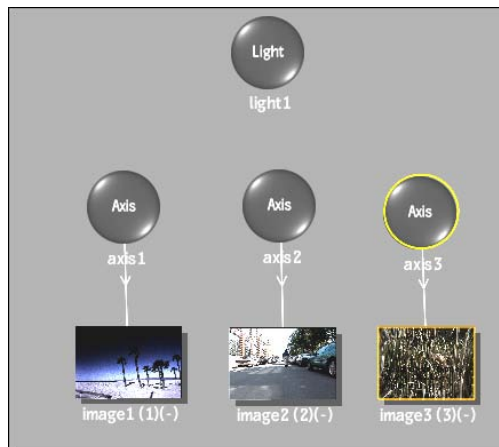 Light
light1
Axis
Axis
Axis
axis1
axis2
axis3
image1 (1)(-)
image2 (2)(-)
image3 (3)(-)